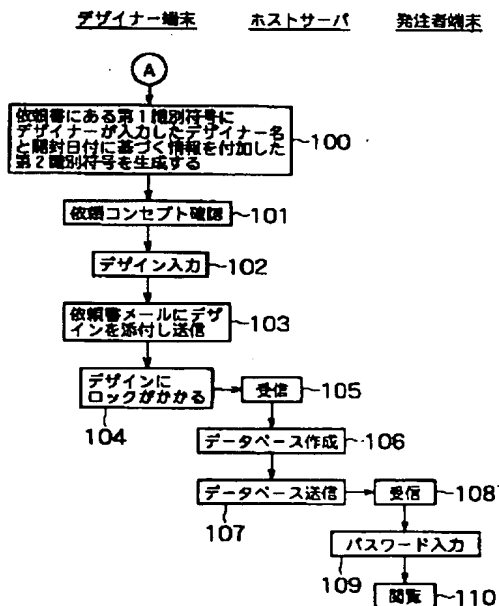 デザイナー端末 ホストサーバ 発注者端末
A
依頼書にある第1識別符号に
デザイナーが入力したデザイナー名
と開封日付に基づく情報を付加した
第2識別符号を生成する
100
依頼コンセプト確認
101
デザイン入力
102
依頼書メールにデザ
インを添付し送信
103
デザインに
ロックがかかる
104
受信
105
データベース作成
106
データベース送信
107
受信
108
パスワード入力
109
閲覧
110